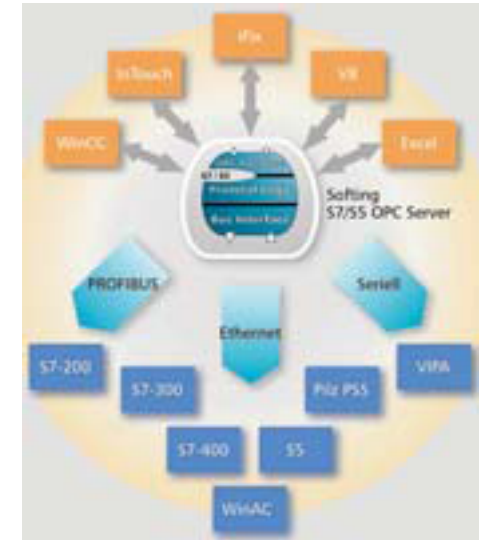 iFix
InTouch
VB
WinCC
Excel
S7 / S5
Protocol Logic
Bus Interface
Softing
S7/S5 OPC Server
PROFIBUS
Seriell
Ethernet
S7-200
VIPA
S7-300
Pilz PSS
S7-400
S5
WinAC